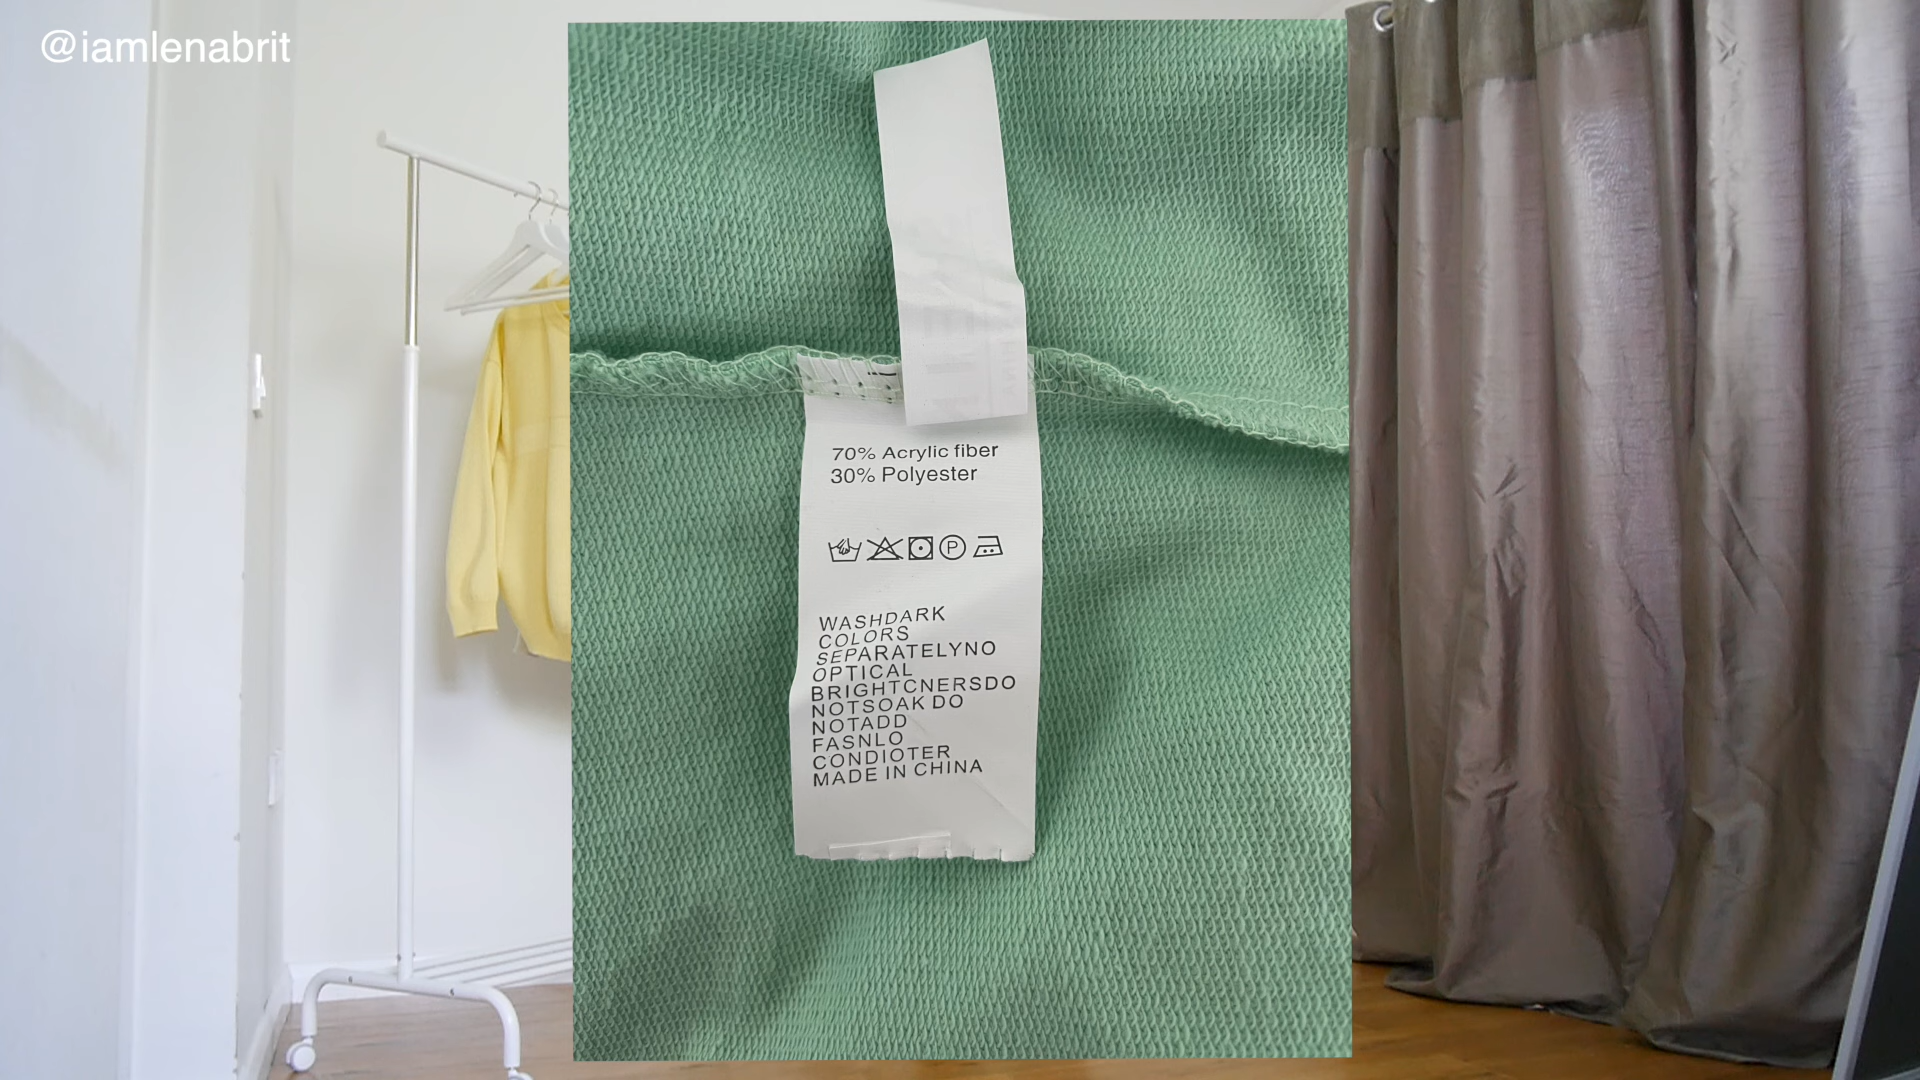 @iamlenabrit
70% Acrylic fiber
30% Polyester
P
WASHDARK
COLORS
SEPARATELYNO
OPTICAL
BRIGHTCNERSDO
NOTSOAK DO
NOTADD
FASNLO
CONDIOTER
MADE IN CHINA